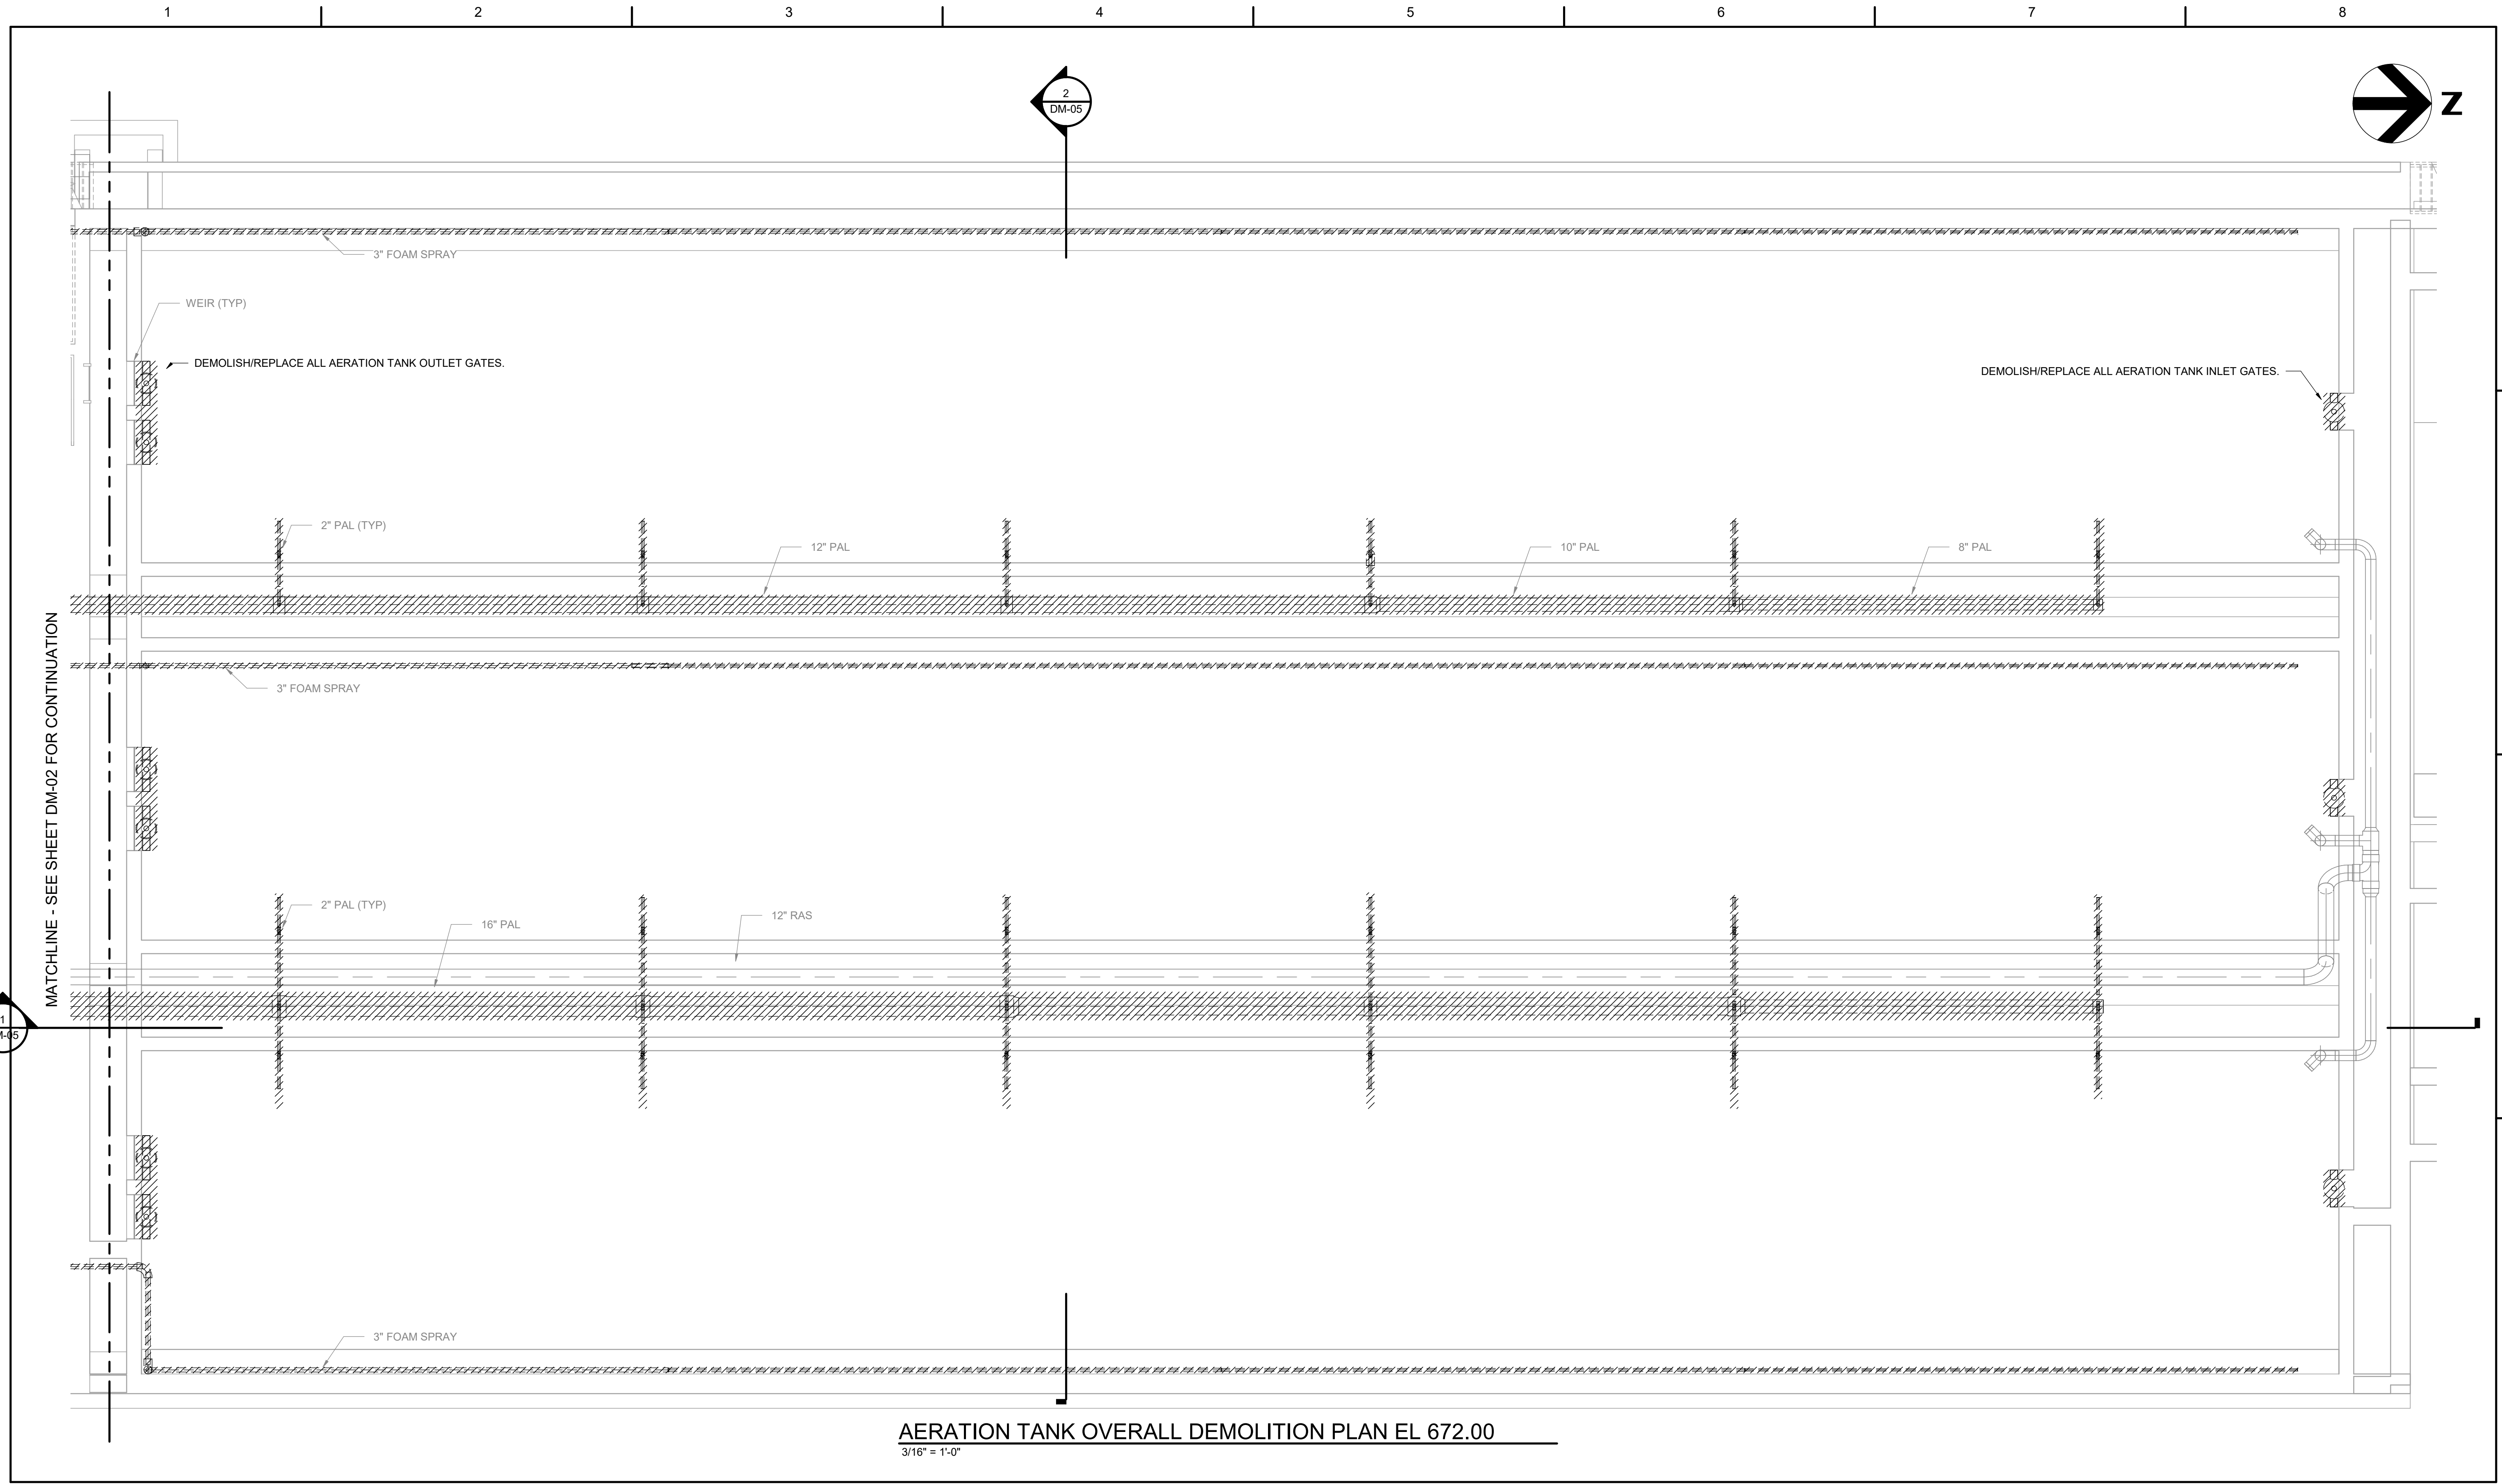 1 2 3 4 5 6 7 8
2
DM-05
Z
3" FOAM SPRAY
WEIR (TYP)
DEMOLISH/REPLACE ALL AERATION TANK OUTLET GATES.
DEMOLISH/REPLACE ALL AERATION TANK INLET GATES.
2" PAL (TYP)
12" PAL
10" PAL
8" PAL
MATCHLINE - SEE SHEET DM-02 FOR CONTINUATION
3" FOAM SPRAY
2" PAL (TYP)
16" PAL
12" RAS
1
M-05
3" FOAM SPRAY
AERATION TANK OVERALL DEMOLITION PLAN EL 672.00
3/16" = 1'-0"